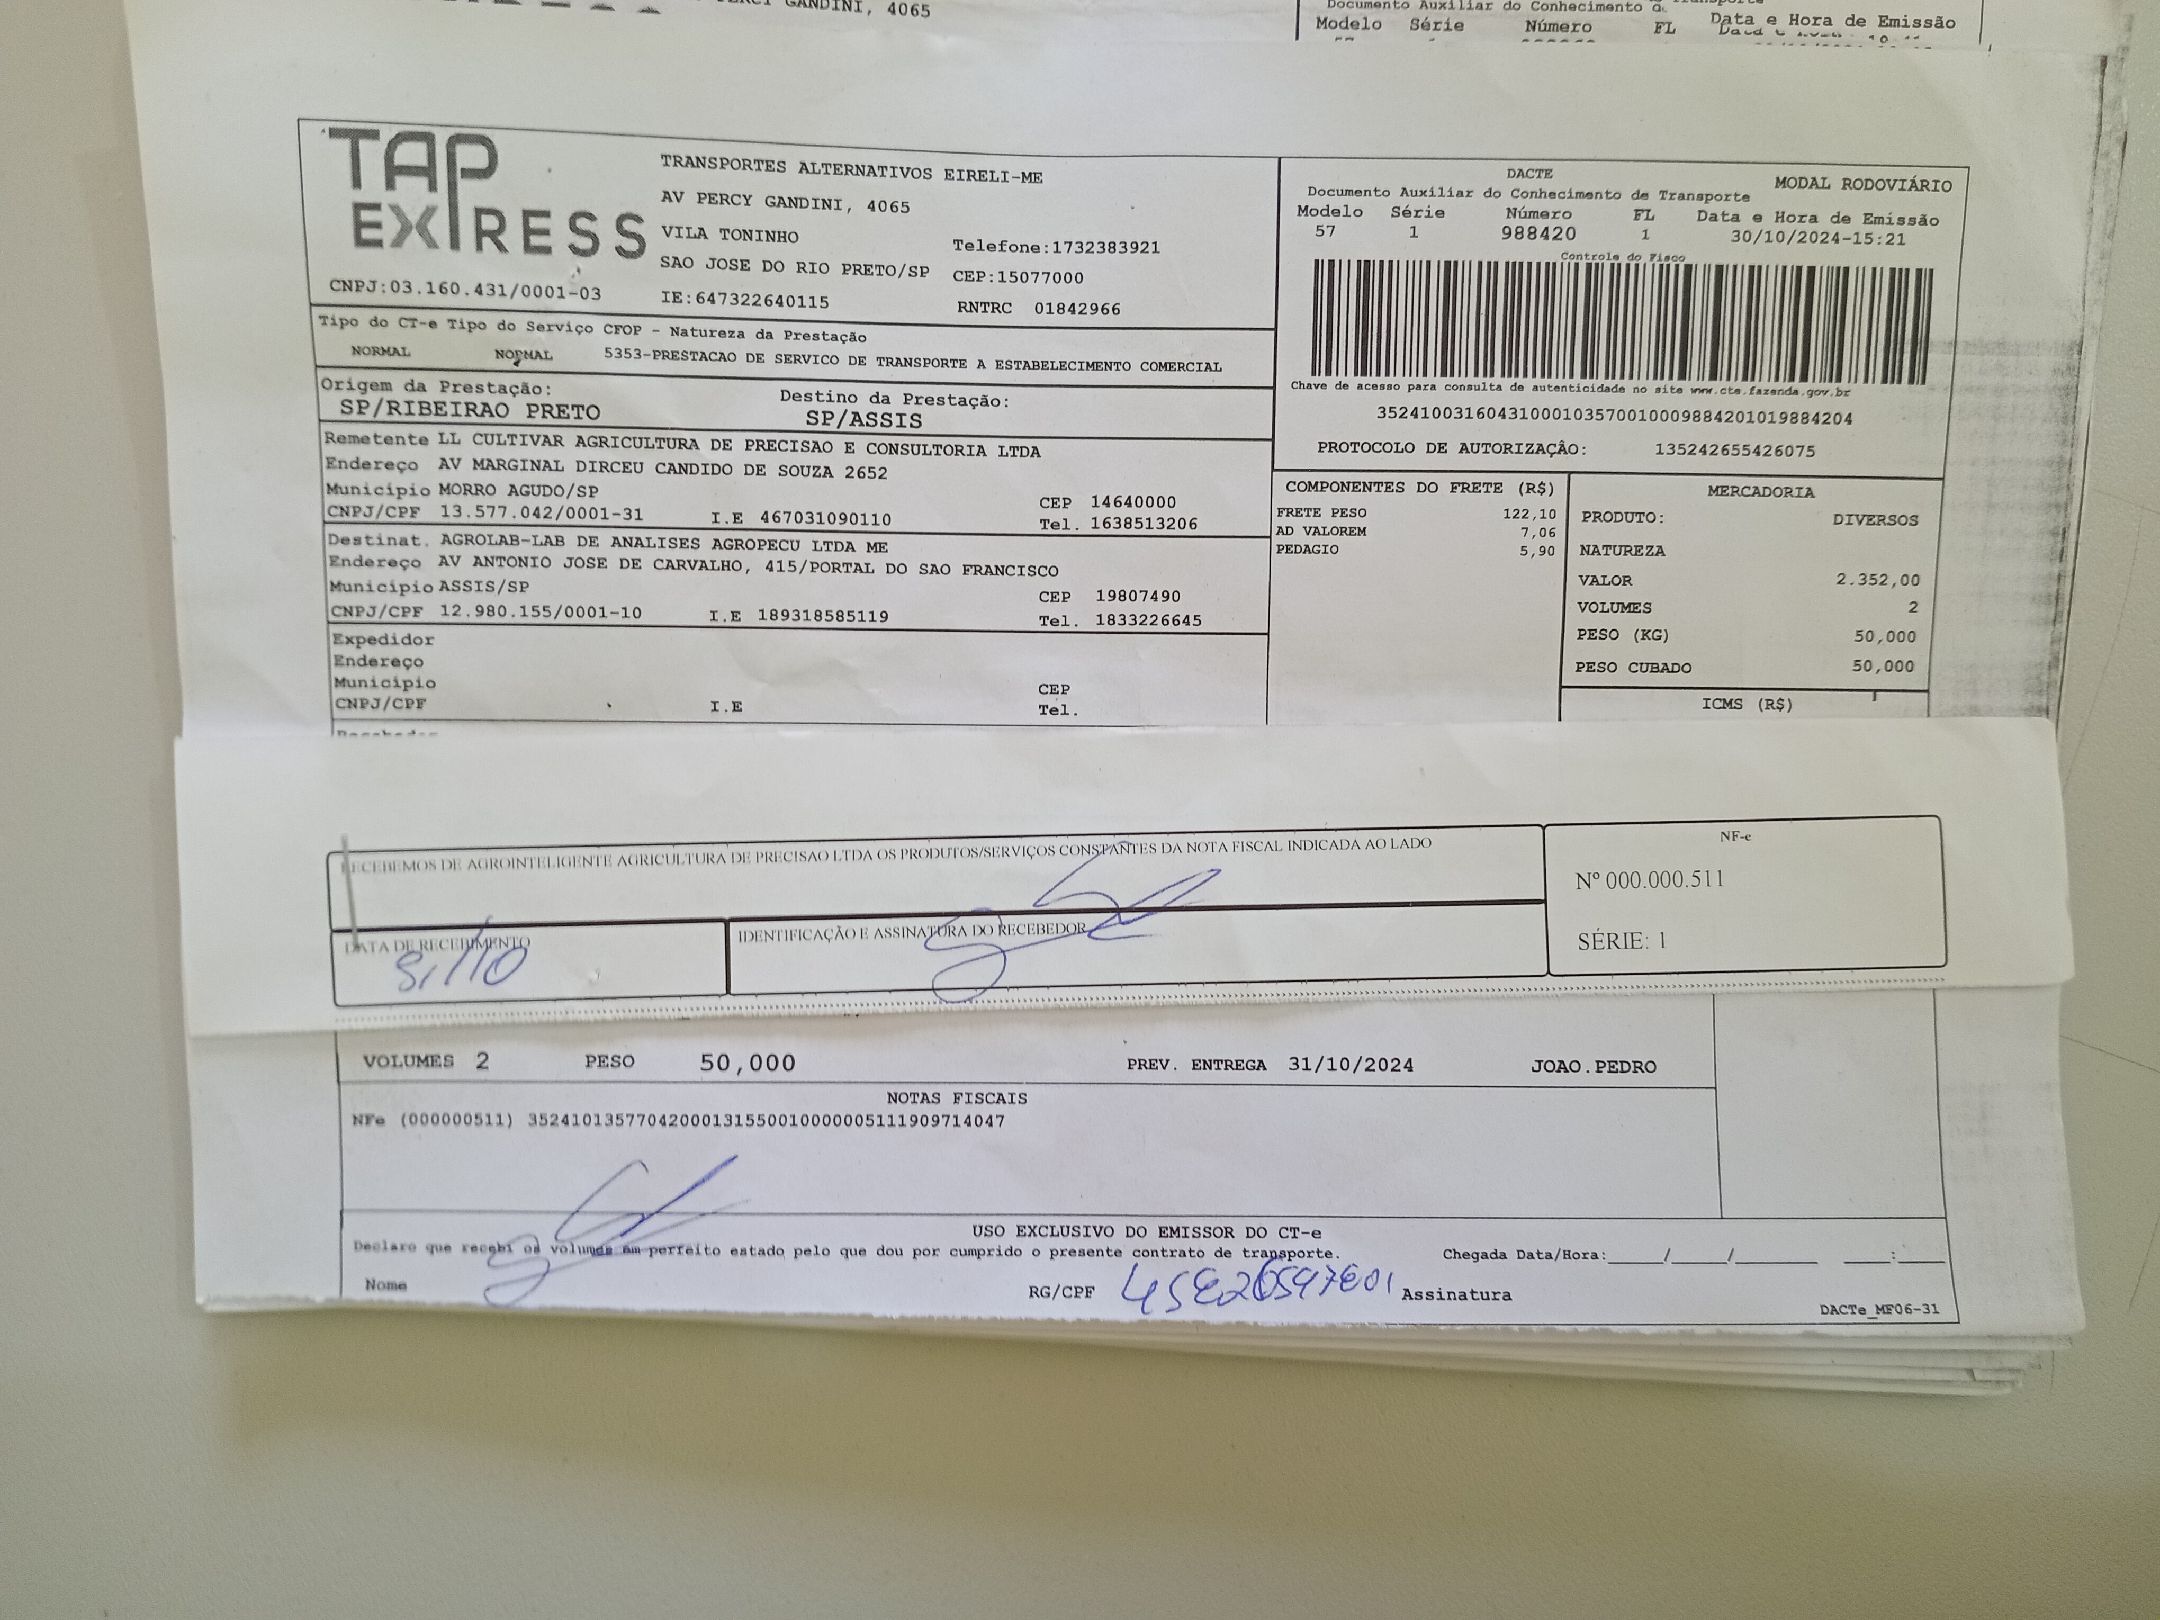 GANDINI, 4065
Documento Auxiliar do Conhecimento
Modelo Série Número FL Data e Hora de Emissão
TAP EXPRESS
TRANSPORTES ALTERNATIVOS EIRELI-ME
AV PERCY GANDINI, 4065
VILA TONINHO Telefone:1732383921
SAO JOSE DO RIO PRETO/SP CEP:15077000
CNPJ:03.160.431/0001-03 IE:647322640115 RNTRC 01842966
DACTE MODAL RODOVIÁRIO
Documento Auxiliar do Conhecimento de Transporte
Modelo Série Número FL Data e Hora de Emissão
57 1 988420 1 30/10/2024-15:21
Controle do Fisco
Chave de acesso para consulta de autenticidade no site www.cte.fazenda.gov.br
35241003160431000103570010009884201019884204
PROTOCOLO DE AUTORIZAÇÂO: 135242655426075
Tipo do CT-e Tipo do Serviço CFOP - Natureza da Prestação
NORMAL NORMAL 5353-PRESTACAO DE SERVICO DE TRANSPORTE A ESTABELECIMENTO COMERCIAL
Origem da Prestação: Destino da Prestação:
SP/RIBEIRAO PRETO SP/ASSIS
Remetente LL CULTIVAR AGRICULTURA DE PRECISAO E CONSULTORIA LTDA
Endereço AV MARGINAL DIRCEU CANDIDO DE SOUZA 2652
Município MORRO AGUDO/SP CEP 14640000
CNPJ/CPF 13.577.042/0001-31 I.E 467031090110 Tel. 1638513206
Destinat. AGROLAB-LAB DE ANALISES AGROPECU LTDA ME
Endereço AV ANTONIO JOSE DE CARVALHO, 415/PORTAL DO SAO FRANCISCO
Município ASSIS/SP CEP 19807490
CNPJ/CPF 12.980.155/0001-10 I.E 189318585119 Tel. 1833226645
Expedidor
Endereço
Município CEP
CNPJ/CPF I.E Tel.
COMPONENTES DO FRETE (R$)
FRETE PESO 122,10
AD VALOREM 7,06
PEDAGIO 5,90
MERCADORIA
PRODUTO: DIVERSOS
NATUREZA
VALOR 2.352,00
VOLUMES 2
PESO (KG) 50,000
PESO CUBADO 50,000
ICMS (R$)
RECEBEMOS DE AGROINTELIGENTE AGRICULTURA DE PRECISAO LTDA OS PRODUTOS/SERVIÇOS CONSTANTES DA NOTA FISCAL INDICADA AO LADO
NF-e
Nº 000.000.511
SÉRIE: 1
DATA DE RECEBIMENTO IDENTIFICAÇÃO E ASSINATURA DO RECEBEDOR
VOLUMES 2 PESO 50,000 PREV. ENTREGA 31/10/2024 JOAO.PEDRO
NOTAS FISCAIS
NFe (000000511) 35241013577042000131550010000005111909714047
USO EXCLUSIVO DO EMISSOR DO CT-e
Declaro que recebi os volumes em perfeito estado pelo que dou por cumprido o presente contrato de transporte. Chegada Data/Hora:____/____/______ ___:____
Nome RG/CPF Assinatura
DACTe_MF06-31